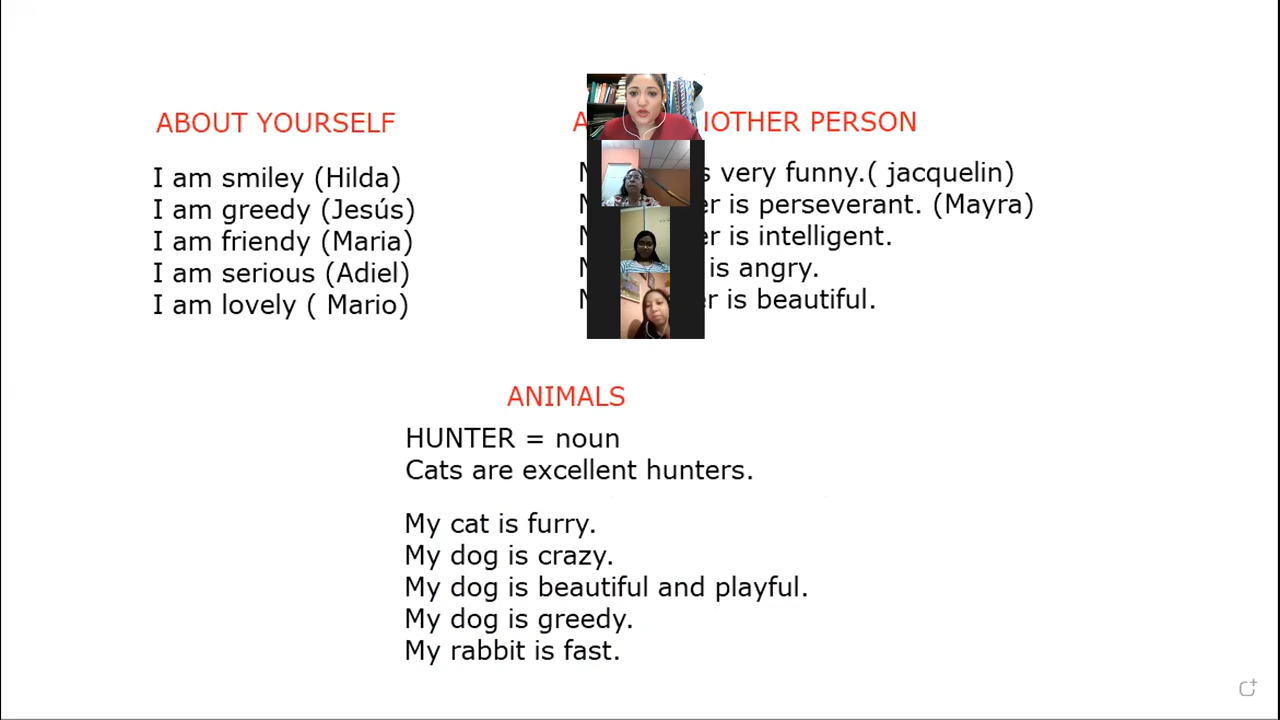 ABOUT YOURSELF
I am smiley (Hilda)
I am greedy (Jesús)
I am friendy (Maria)
I am serious (Adiel)
I am lovely ( Mario)
PERSON
very funny.( jacquelin)
is perseverant. (Mayra)
is intelligent.
is angry.
is beautiful.
ANIMALS
HUNTER = noun
Cats are excellent hunters.
My cat is furry.
My dog is crazy.
My dog is beautiful and playful.
My dog is greedy.
My rabbit is fast.